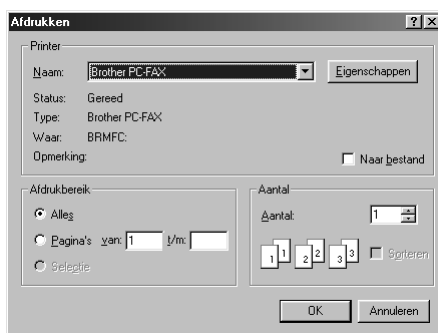 Afdrukken
Printer
Naam: Brother PC-FAX Eigenschappen
Status: Gereed
Type: Brother PC-FAX
Waar: BRMFC:
Opmerking: Naar bestand
Afdrukbereik
Alles
Pagina's van: 1 t/m:
Selectie
Aantal
Aantal: 1
1 1 2 2 3 3 Sorteren
OK Annuleren